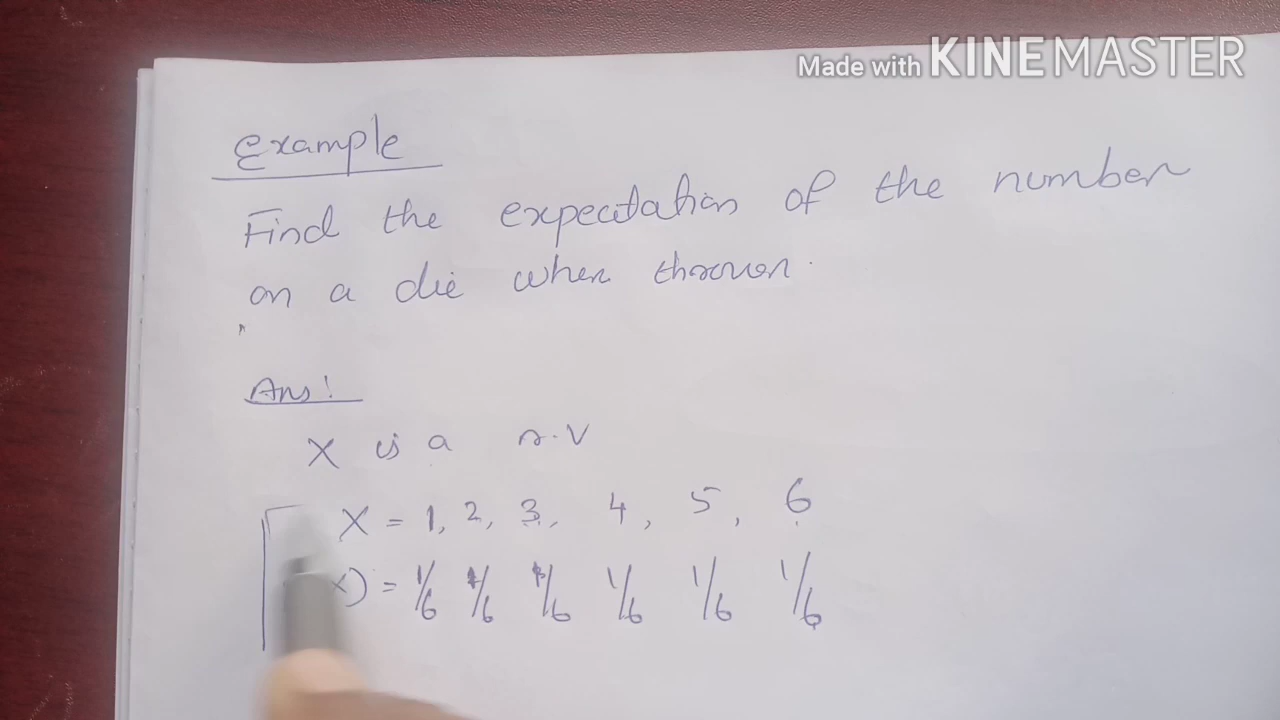 Made with KINEMASTER
Example
Find the expectation of the number
on a die when thrown.
Ans!
X is a r.v
X = 1, 2, 3, 4, 5, 6
x) = 1/6 1/6 1/6 1/6 1/6 1/6